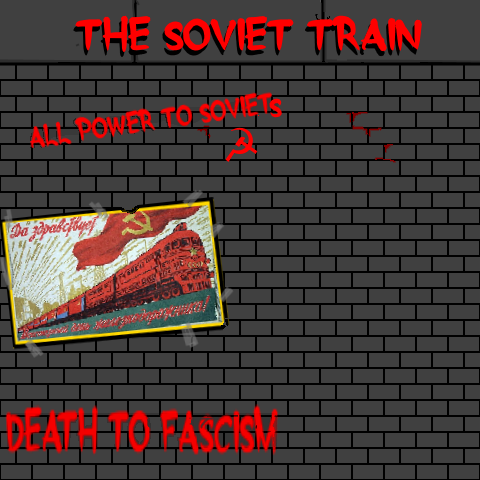 THE SOVIET TRAIN
ALL POWER TO SOVIETs
Да здравствует
DEATH TO FASCISM